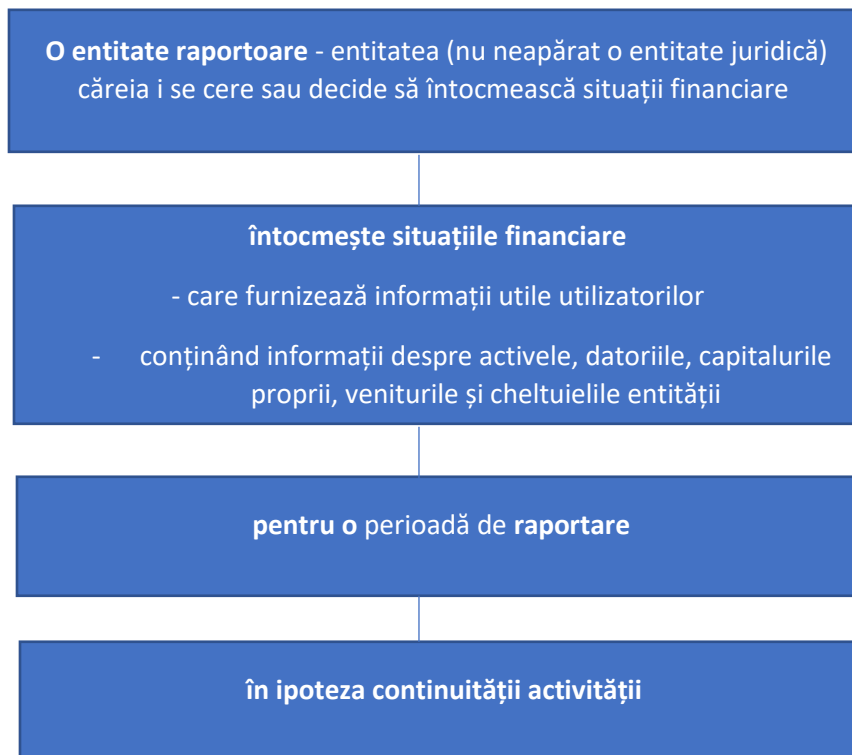 O entitate raportoare - entitatea (nu neapărat o entitate juridică)
căreia i se cere sau decide să întocmească situații financiare
întocmește situațiile financiare
- care furnizează informații utile utilizatorilor
- conținând informații despre activele, datoriile, capitalurile
proprii, veniturile și cheltuielile entității
pentru o perioadă de raportare
în ipoteza continuității activității